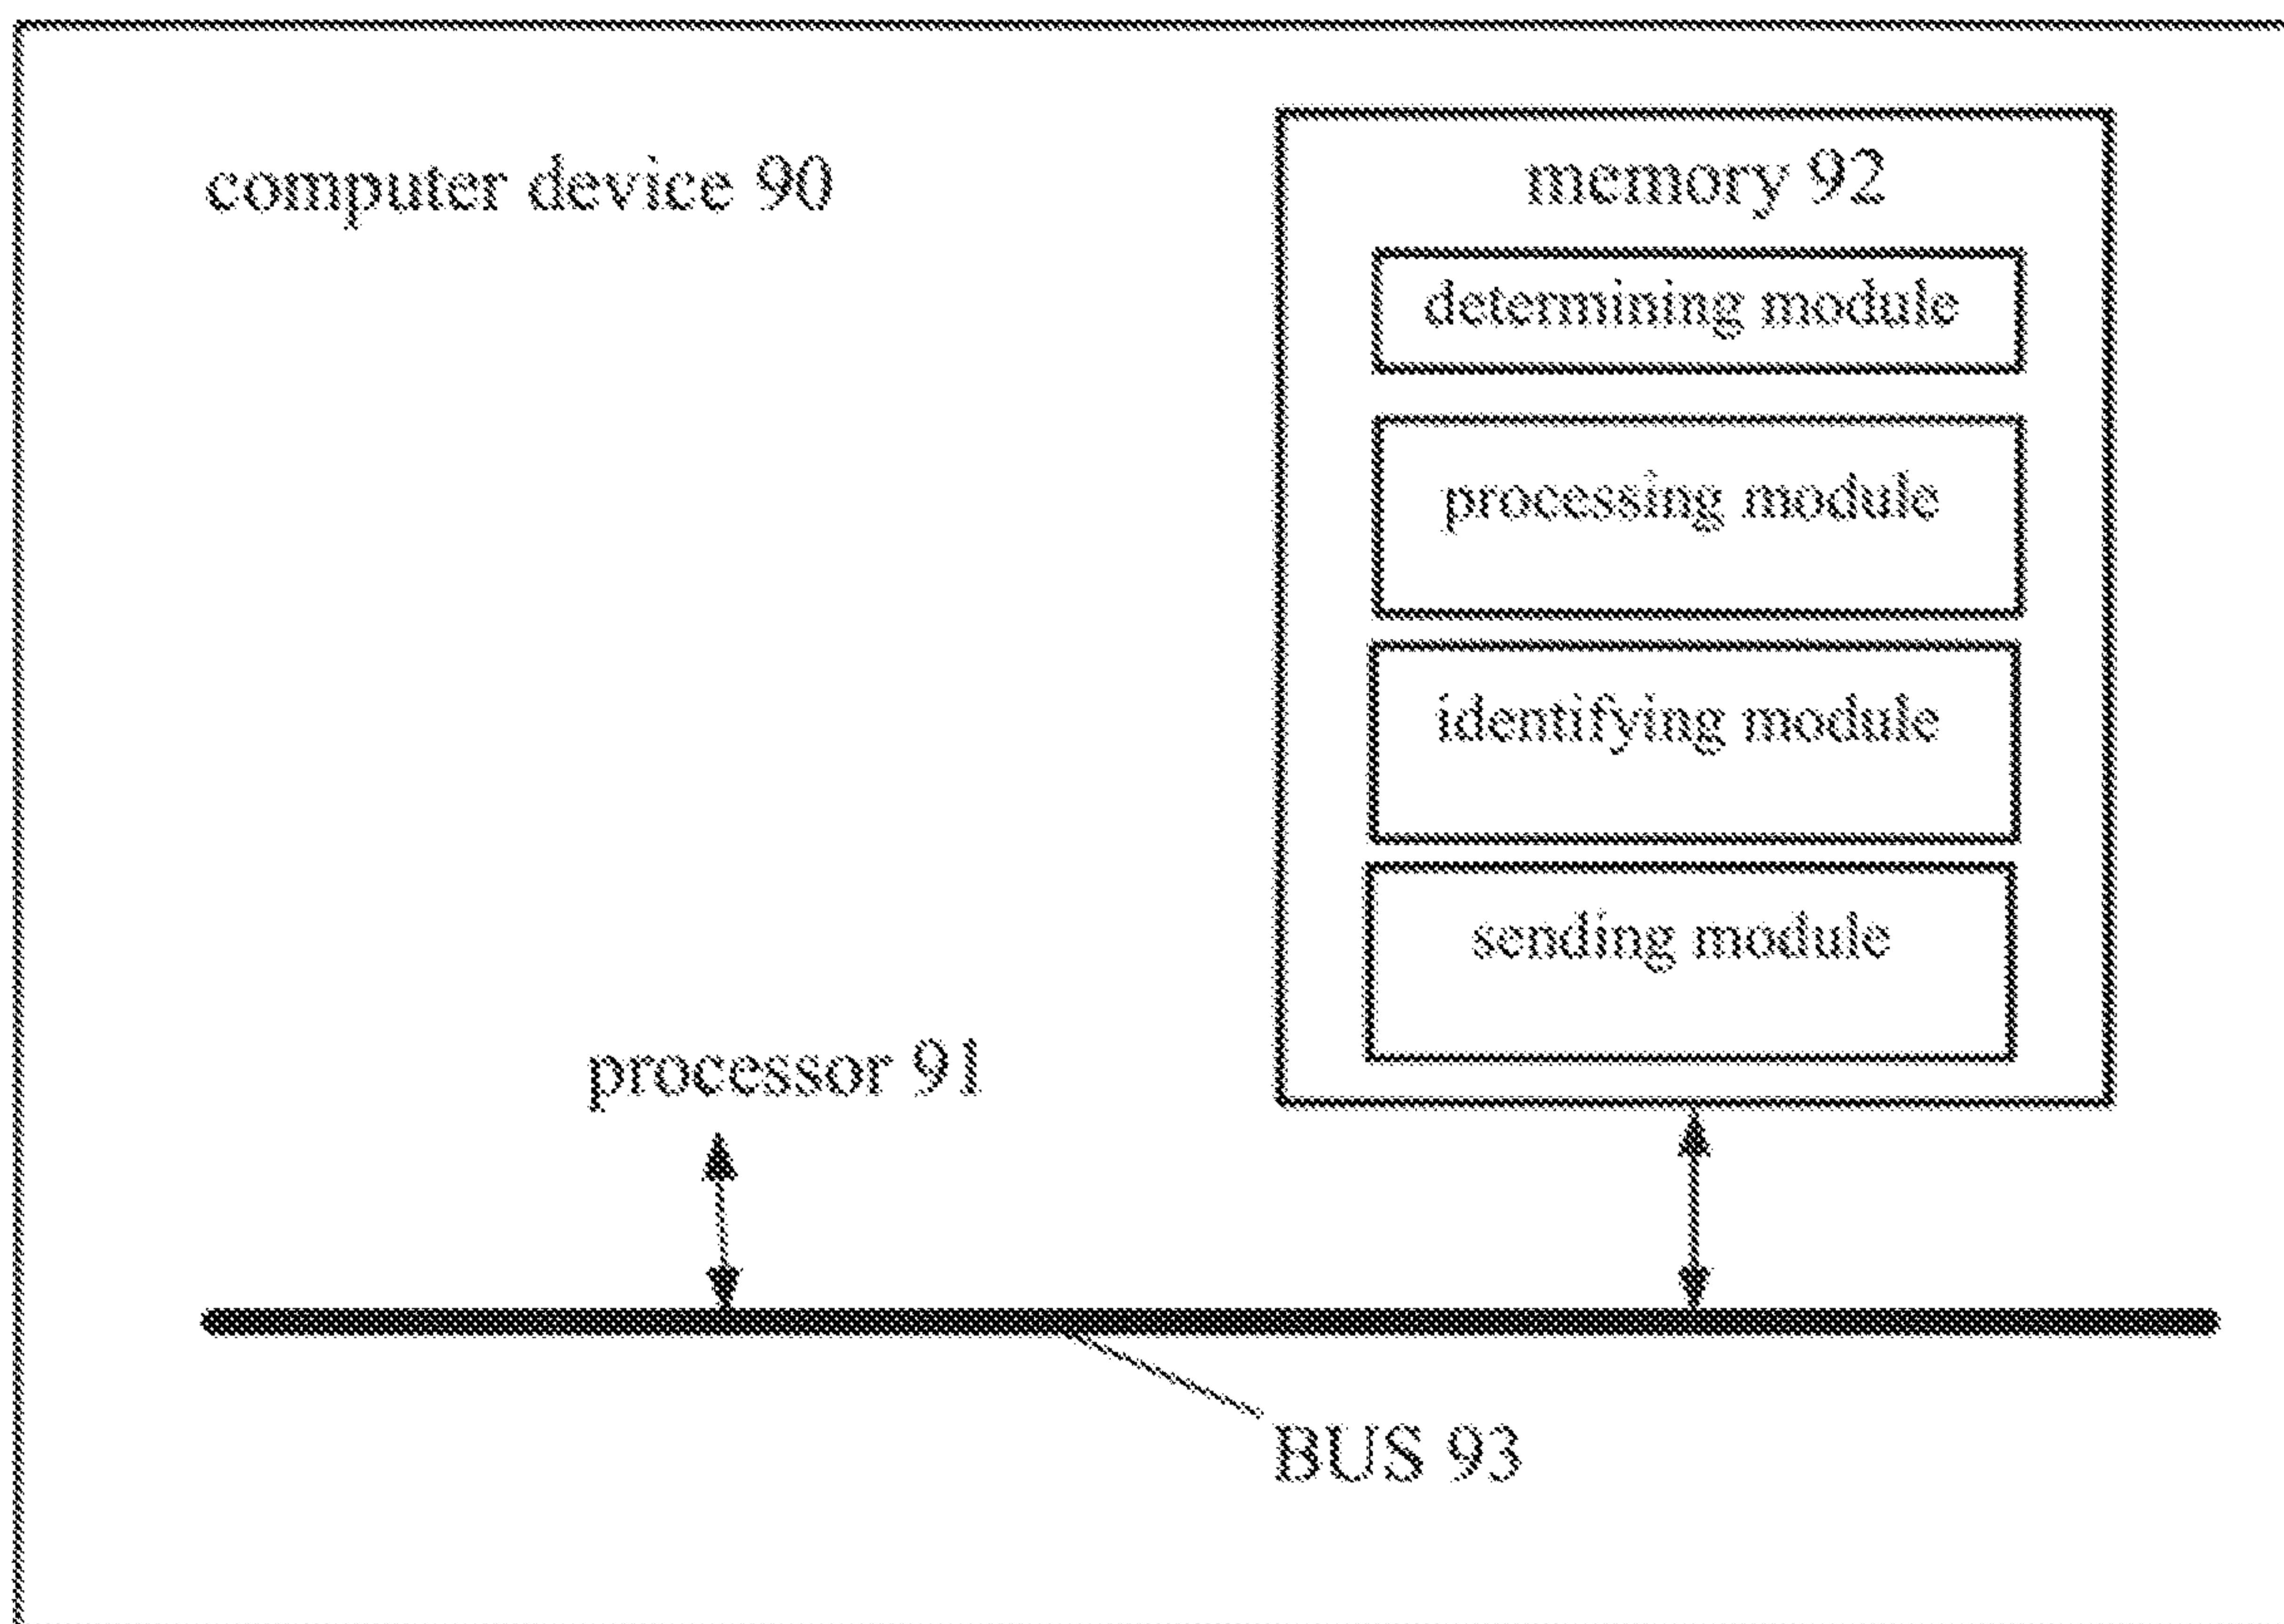 computer device 90
memory 92
determining module
processing module
identifying module
sending module
processor 91
BUS 93